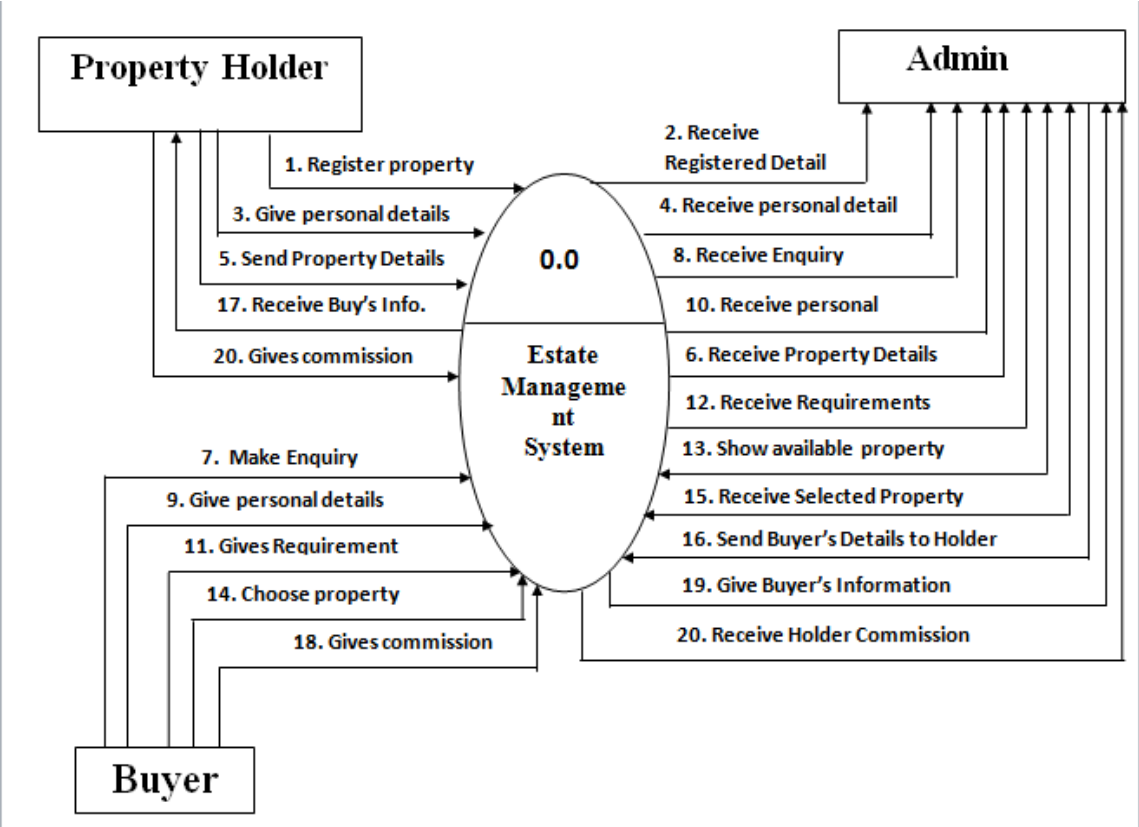 Property Holder
Admin
1. Register property
3. Give personal details
5. Send Property Details
17. Receive Buy's Info.
20. Gives commission
2. Receive
Registered Detail
4. Receive personal detail
8. Receive Enquiry
10. Receive personal
6. Receive Property Details
12. Receive Requirements
13. Show available property
15. Receive Selected Property
16. Send Buyer's Details to Holder
19. Give Buyer's Information
20. Receive Holder Commission
0.0
Estate
Manageme
nt
System
7. Make Enquiry
9. Give personal details
11. Gives Requirement
14. Choose property
18. Gives commission
Buyer